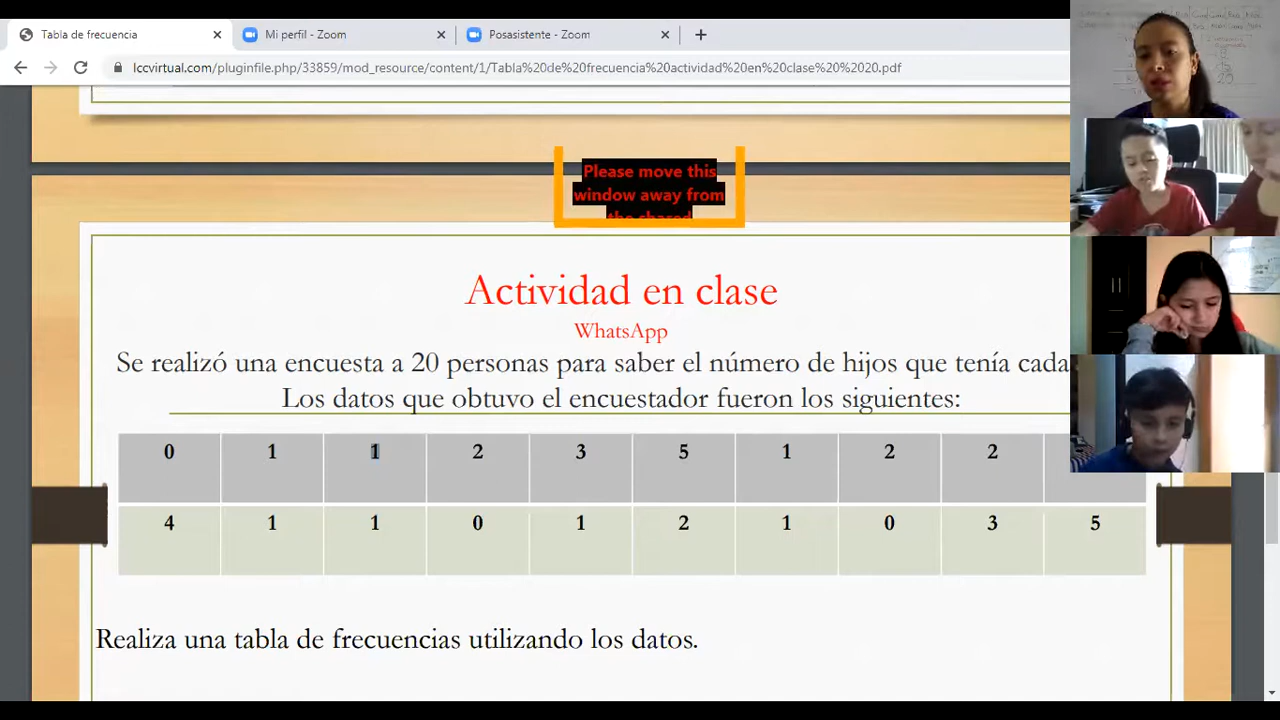 Tabla de frecuencia
Mi perfil - Zoom
Posasistente - Zoom
lccvirtual.com/pluginfile.php/33859/mod_resource/content/1/Tabla%20de%20frecuencia%20actividad%20en%20clase%20%2020.pdf
Please move this
window away from
the shared
Actividad en clase
WhatsApp
Se realizó una encuesta a 20 personas para saber el número de hijos que tenía cada
Los datos que obtuvo el encuestador fueron los siguientes:
0 1 1 2 3 5 1 2 2
4 1 1 0 1 2 1 0 3 5
Realiza una tabla de frecuencias utilizando los datos.